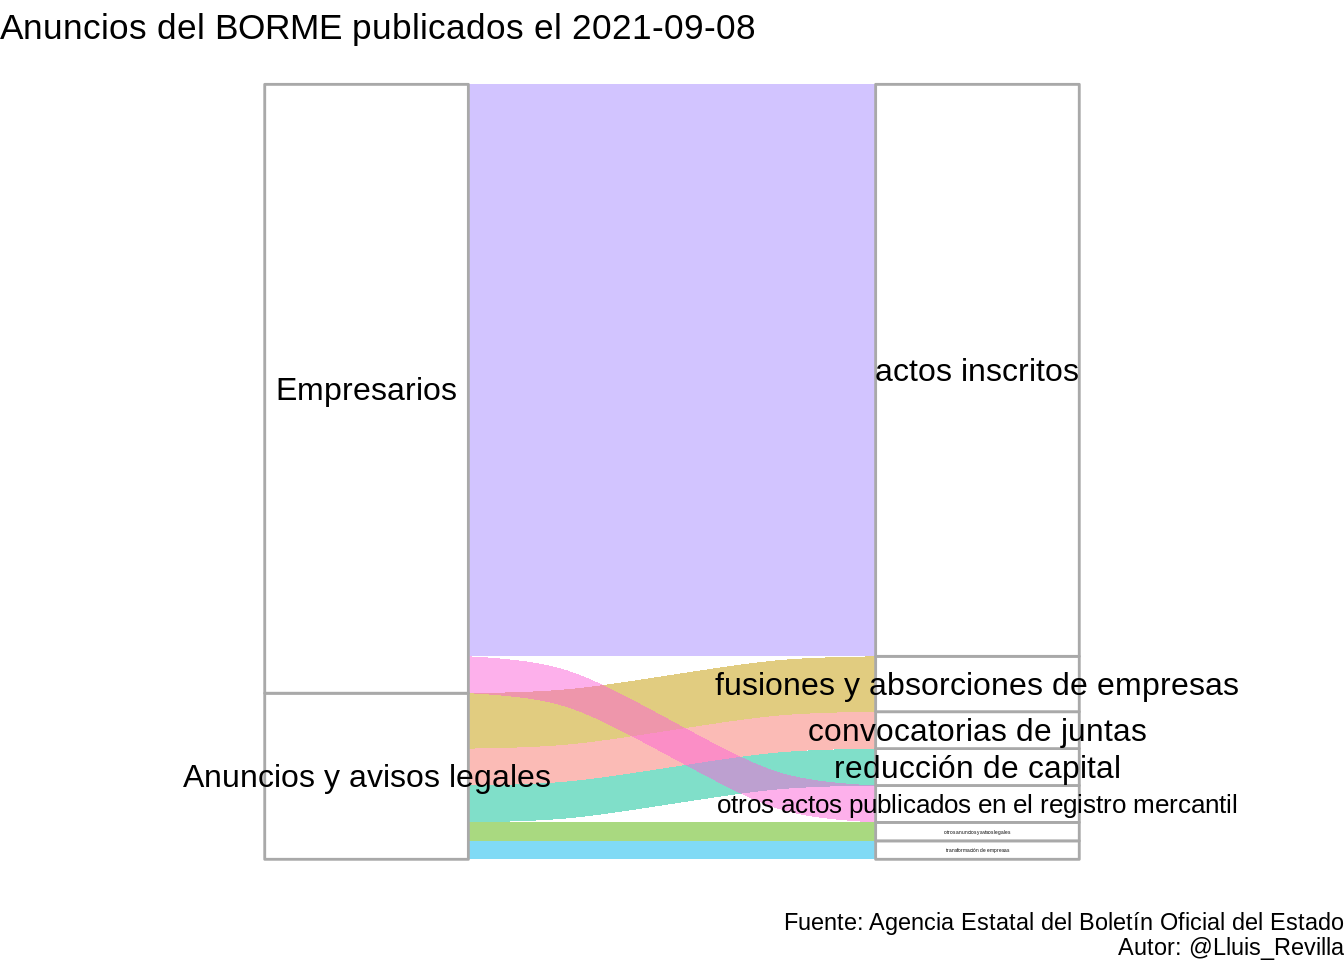 Anuncios del BORME publicados el 2021-09-08
Empresarios
actos inscritos
fusiones y absorciones de empresas
convocatorias de juntas
reducción de capital
Anuncios y avisos legales
otros actos publicados en el registro mercantil
otros anuncios y avisos legales
transformación de empresas
Fuente: Agencia Estatal del Boletín Oficial del Estado
Autor: @Lluis_Revilla